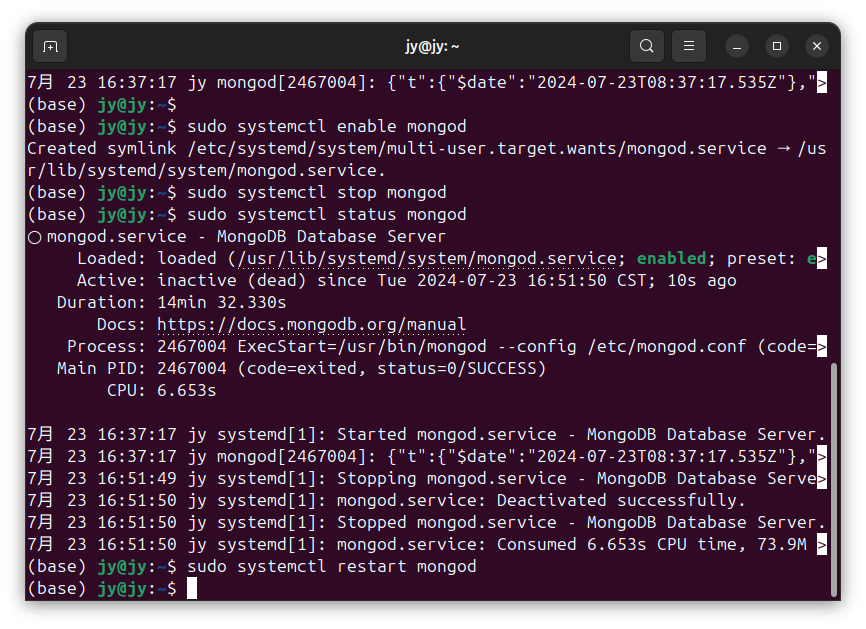 jy@jy: ~
7月 23 16:37:17 jy mongod[2467004]: {"t":{"$date":"2024-07-23T08:37:17.535Z"},">
(base) jy@jy:~$
(base) jy@jy:~$ sudo systemctl enable mongod
Created symlink /etc/systemd/system/multi-user.target.wants/mongod.service → /us
r/lib/systemd/system/mongod.service.
(base) jy@jy:~$ sudo systemctl stop mongod
(base) jy@jy:~$ sudo systemctl status mongod
○ mongod.service - MongoDB Database Server
     Loaded: loaded (/usr/lib/systemd/system/mongod.service; enabled; preset: e>
     Active: inactive (dead) since Tue 2024-07-23 16:51:50 CST; 10s ago
   Duration: 14min 32.330s
       Docs: https://docs.mongodb.org/manual
    Process: 2467004 ExecStart=/usr/bin/mongod --config /etc/mongod.conf (code=>
   Main PID: 2467004 (code=exited, status=0/SUCCESS)
        CPU: 6.653s
7月 23 16:37:17 jy systemd[1]: Started mongod.service - MongoDB Database Server.
7月 23 16:37:17 jy mongod[2467004]: {"t":{"$date":"2024-07-23T08:37:17.535Z"},">
7月 23 16:51:49 jy systemd[1]: Stopping mongod.service - MongoDB Database Serve>
7月 23 16:51:50 jy systemd[1]: mongod.service: Deactivated successfully.
7月 23 16:51:50 jy systemd[1]: Stopped mongod.service - MongoDB Database Server.
7月 23 16:51:50 jy systemd[1]: mongod.service: Consumed 6.653s CPU time, 73.9M >
(base) jy@jy:~$ sudo systemctl restart mongod
(base) jy@jy:~$